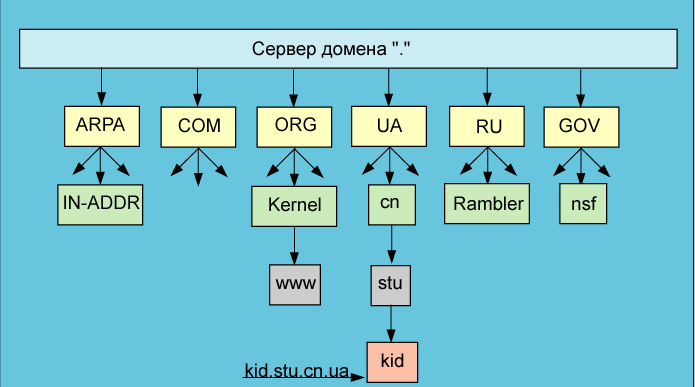 Сервер домена "."
ARPA
COM
ORG
UA
RU
GOV
IN-ADDR
Kernel
cn
Rambler
nsf
www
stu
kid
kid.stu.cn.ua